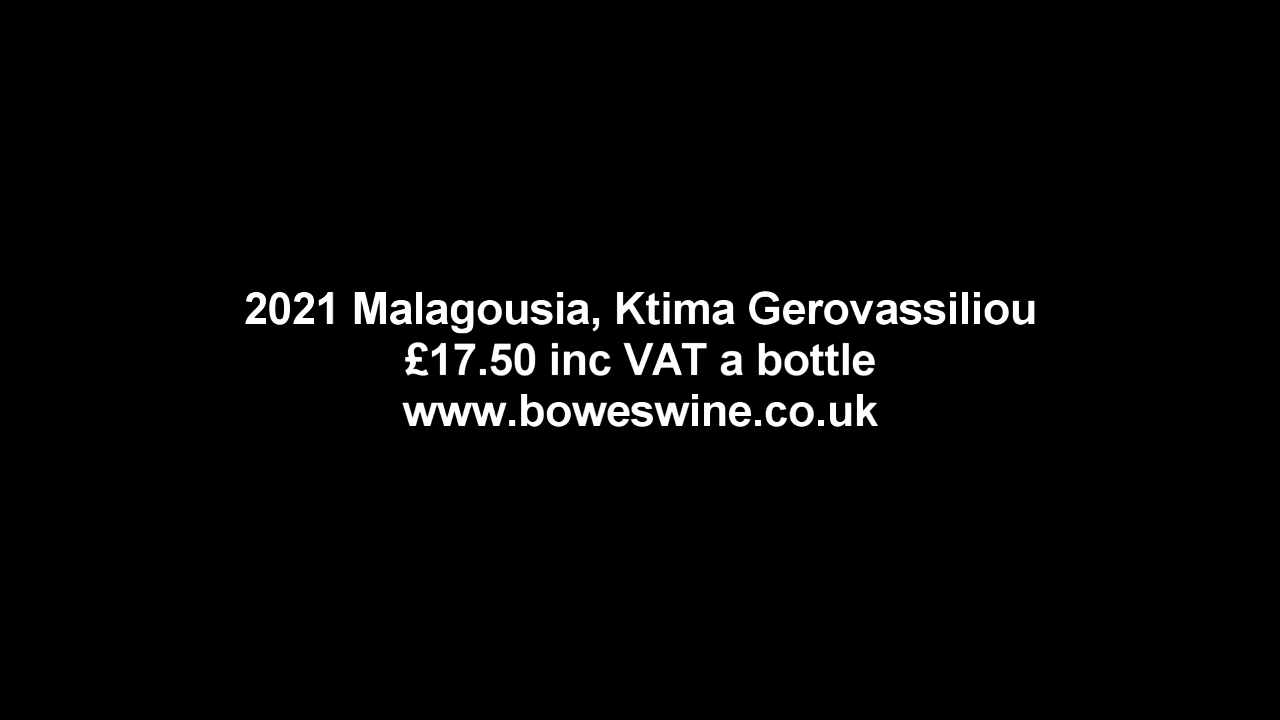 2021 Malagousia, Ktima Gerovassiliou
£17.50 inc VAT a bottle
www.boweswine.co.uk